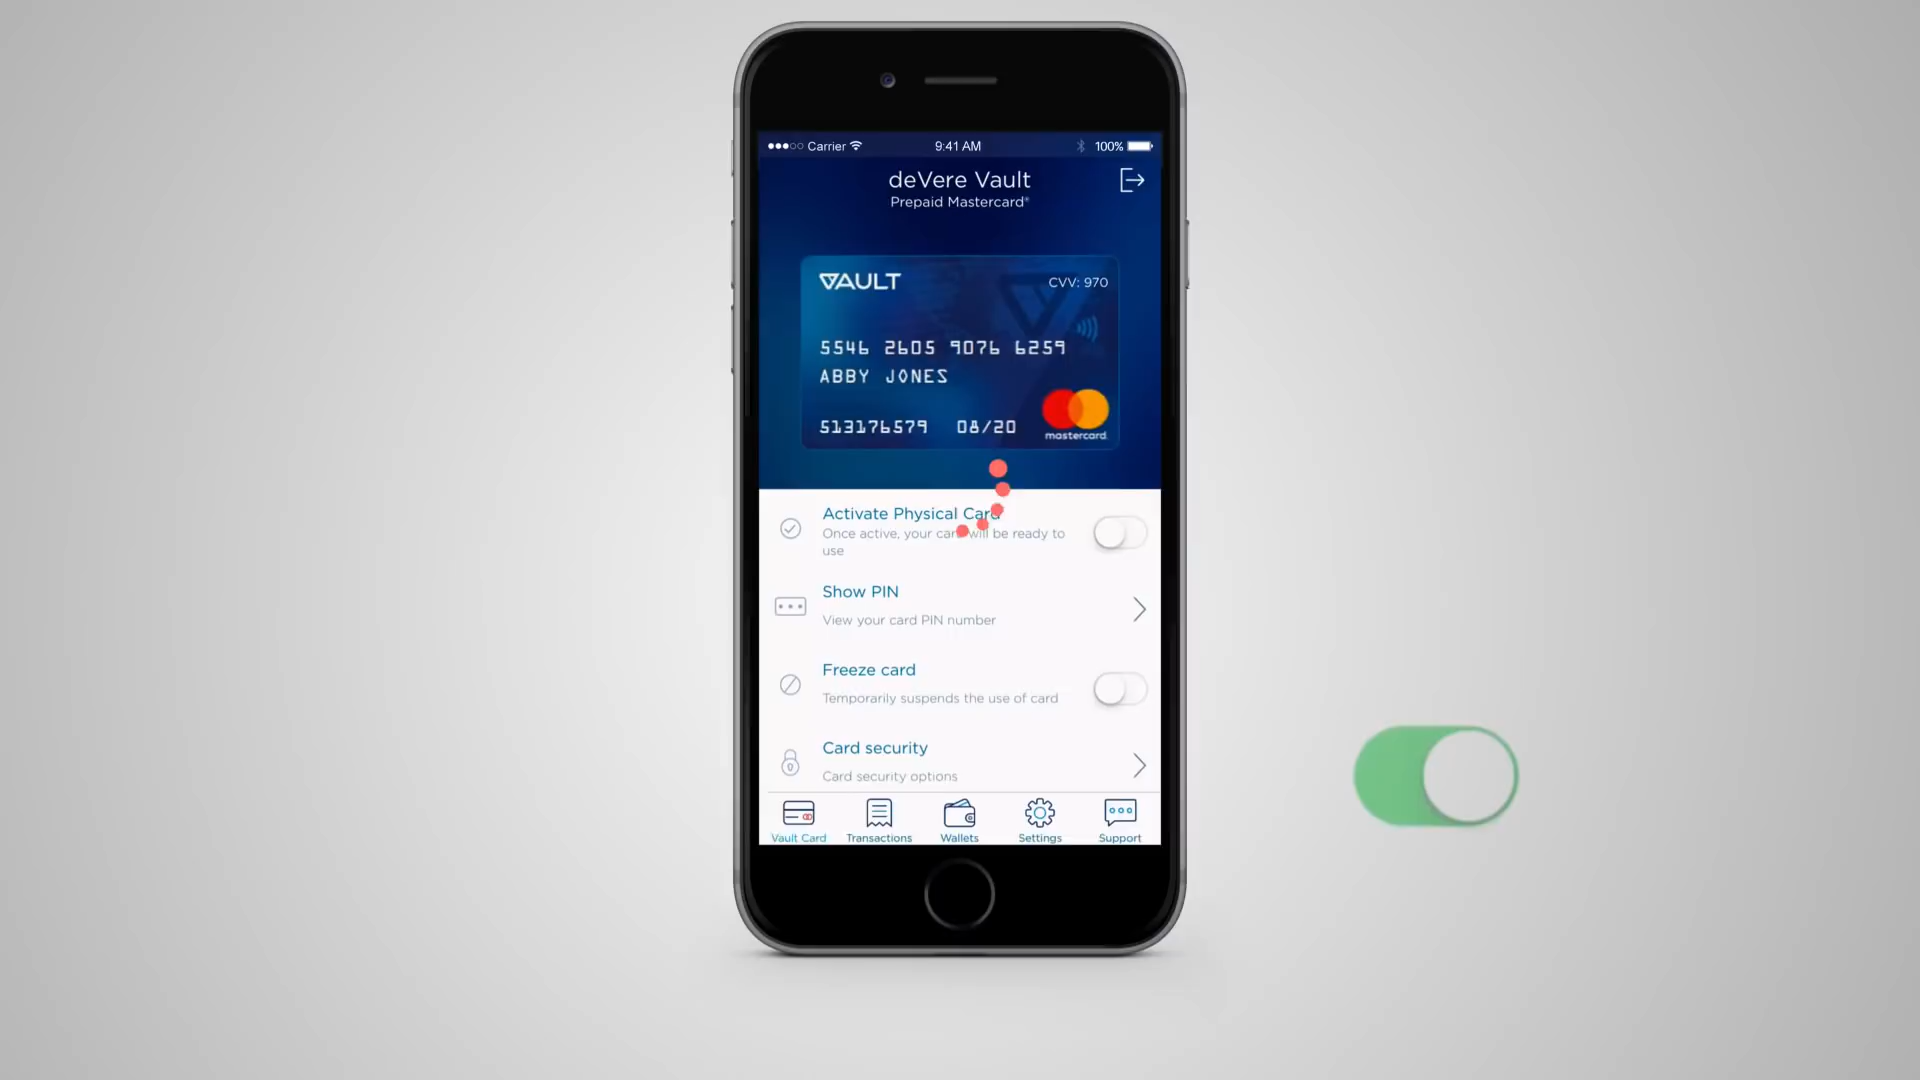 Carrier 9:41 AM 100%
deVere Vault
Prepaid Mastercard®
VAULT CVV: 970
5546 2605 9076 6259
ABBY JONES
513176579 08/20
mastercard.
Activate Physical Card
Once active, your card will be ready to
use
Show PIN
View your card PIN number
Freeze card
Temporarily suspends the use of card
Card security
Card security options
Vault Card Transactions Wallets Settings Support